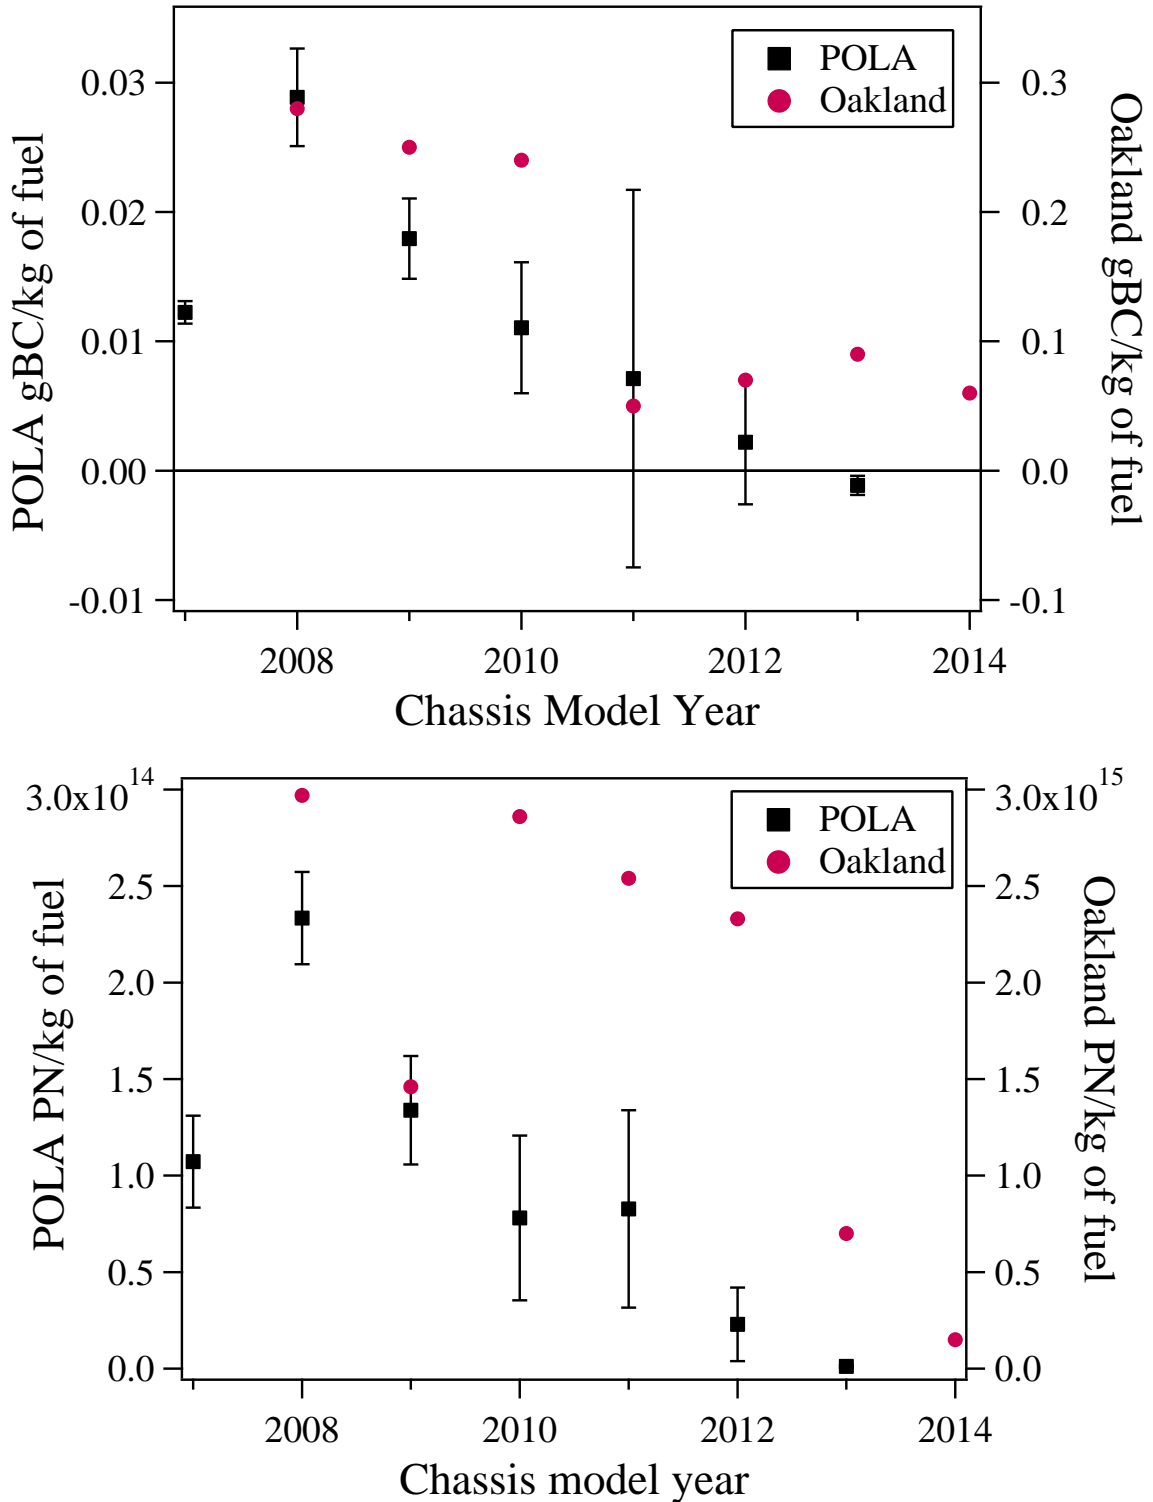 POLA
Oakland
POLA gBC/kg of fuel
0.03
0.02
0.01
0.00
-0.01
0.3
0.2
0.1
0.0
-0.1
Oakland gBC/kg of fuel
2008 2010 2012 2014
Chassis Model Year
POLA
Oakland
POLA PN/kg of fuel
3.0x10^14
2.5
2.0
1.5
1.0
0.5
0.0
3.0x10^15
2.5
2.0
1.5
1.0
0.5
0.0
Oakland PN/kg of fuel
2008 2010 2012 2014
Chassis model year